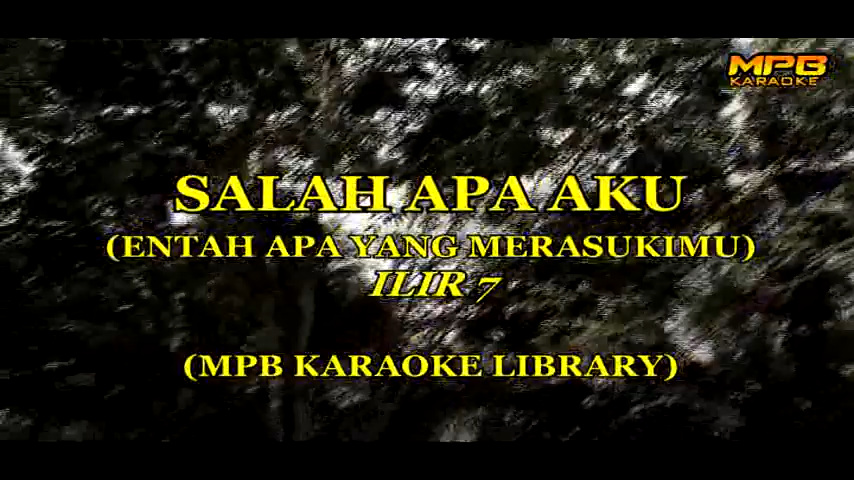 MPB
KARAOKE
SALAH APA AKU
(ENTAH APA YANG MERASUKIMU)
ILIR 7
(MPB KARAOKE LIBRARY)